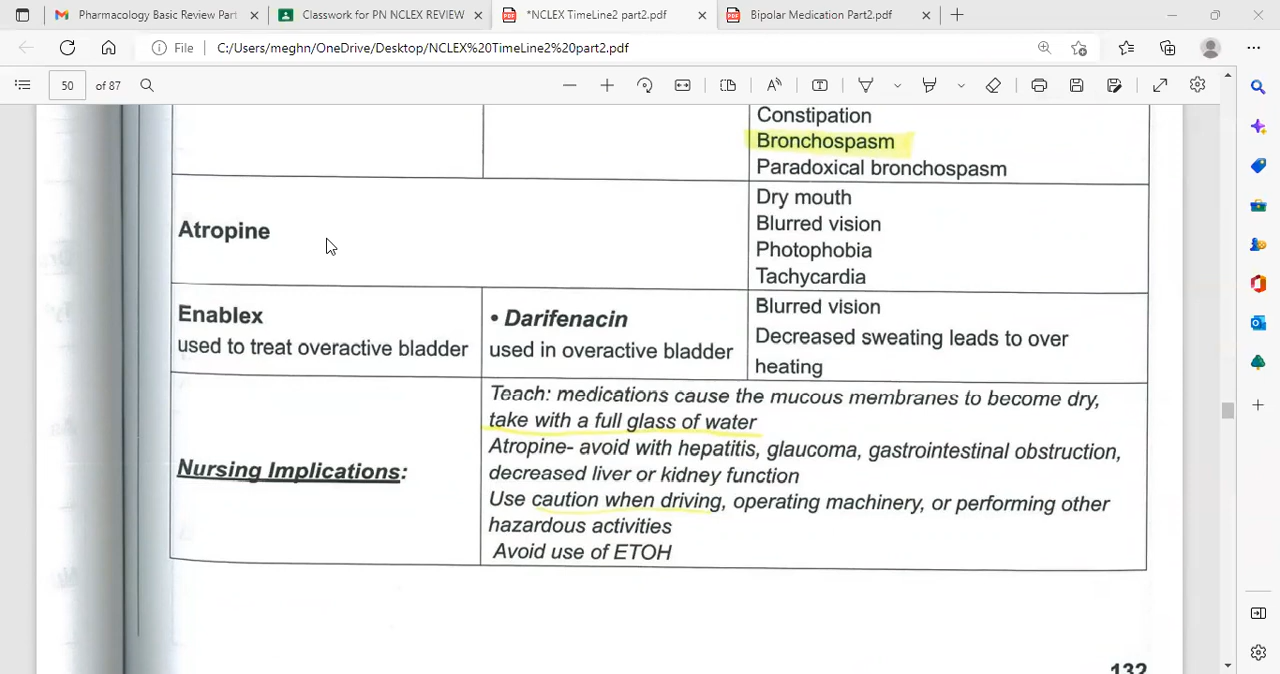 Pharmacology Basic Review Part
Classwork for PN NCLEX REVIEW
*NCLEX TimeLine2 part2.pdf
Bipolar Medication Part2.pdf
File
C:/Users/meghn/OneDrive/Desktop/NCLEX%20TimeLine2%20part2.pdf
50 of 87
Constipation
Bronchospasm
Paradoxical bronchospasm
Atropine
Dry mouth
Blurred vision
Photophobia
Tachycardia
Enablex
used to treat overactive bladder
• Darifenacin
used in overactive bladder
Blurred vision
Decreased sweating leads to over
heating
Nursing Implications:
Teach: medications cause the mucous membranes to become dry,
take with a full glass of water
Atropine- avoid with hepatitis, glaucoma, gastrointestinal obstruction,
decreased liver or kidney function
Use caution when driving, operating machinery, or performing other
hazardous activities
Avoid use of ETOH
132